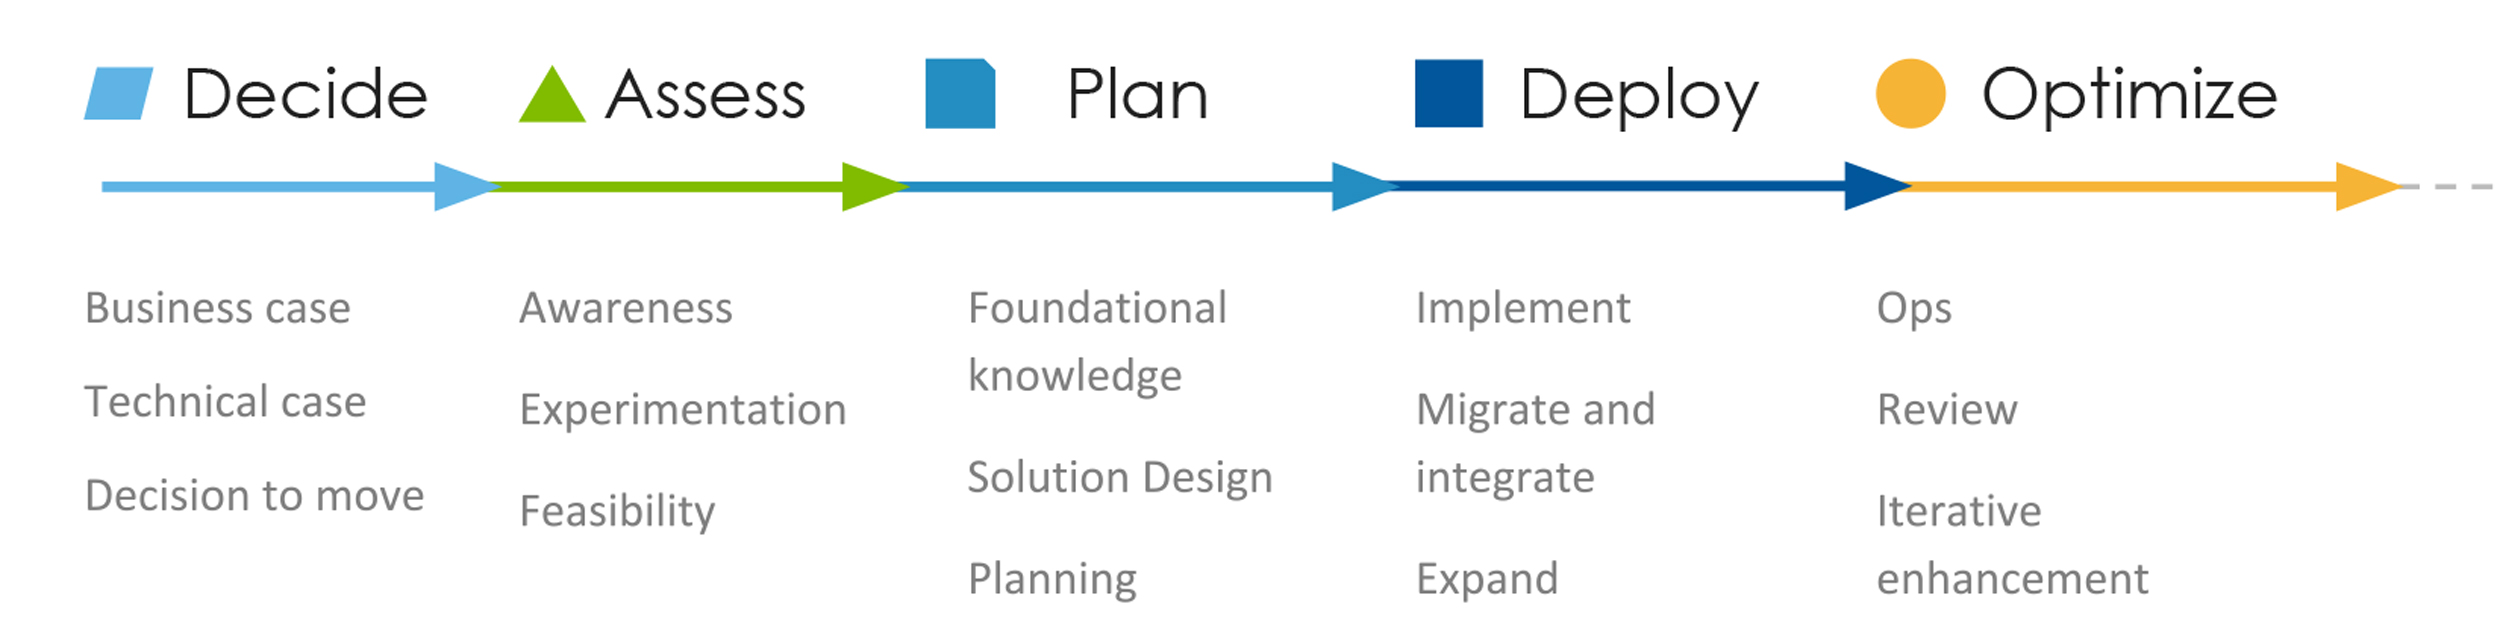 Decide
Assess
Plan
Deploy
Optimize
Business case
Technical case
Decision to move
Awareness
Experimentation
Feasibility
Foundational
knowledge
Solution Design
Planning
Implement
Migrate and
integrate
Expand
Ops
Review
Iterative
enhancement